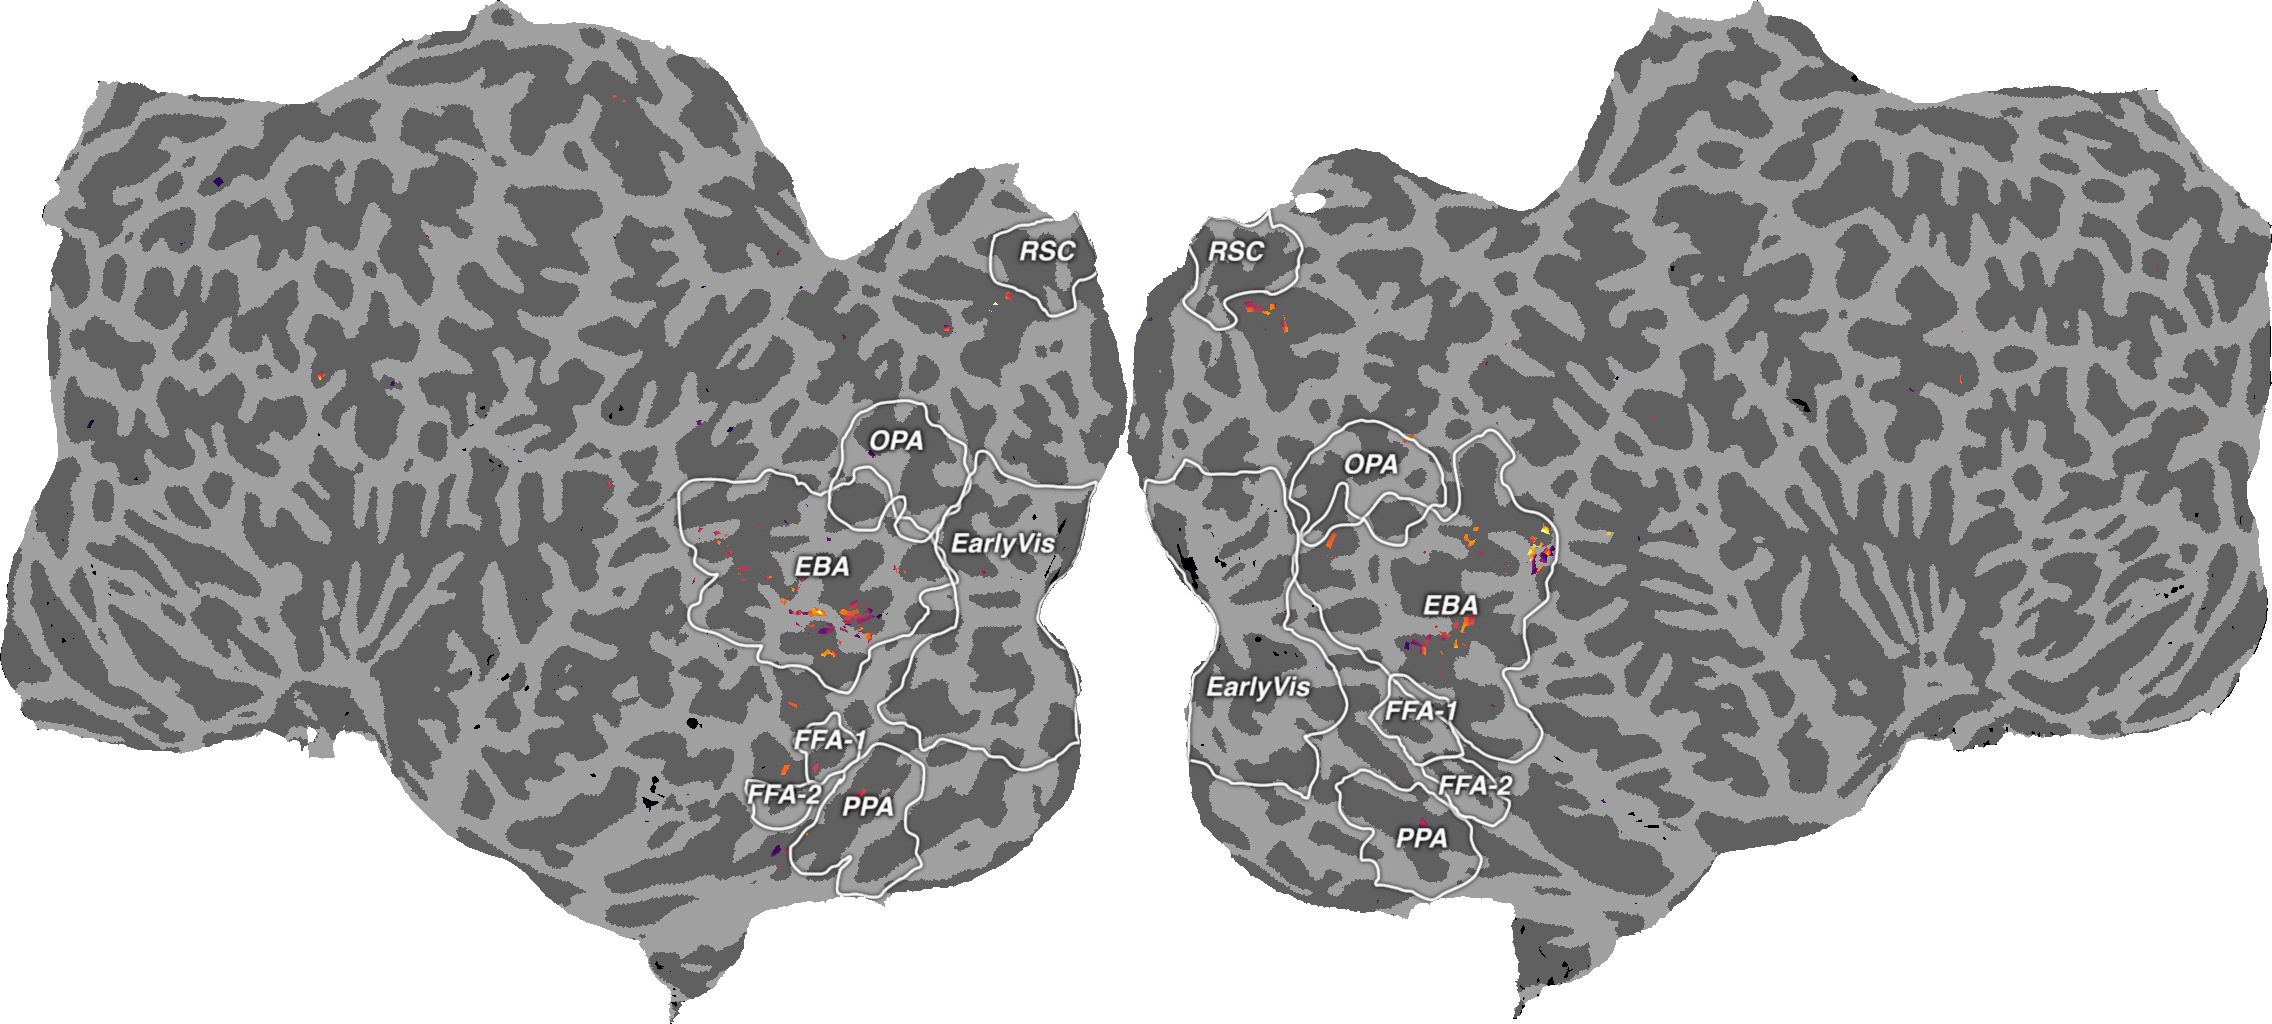 RSC
RSC
OPA
OPA
EarlyVis
EBA
EBA
EarlyVis
FFA-1
FFA-1
FFA-2
FFA-2
PPA
PPA